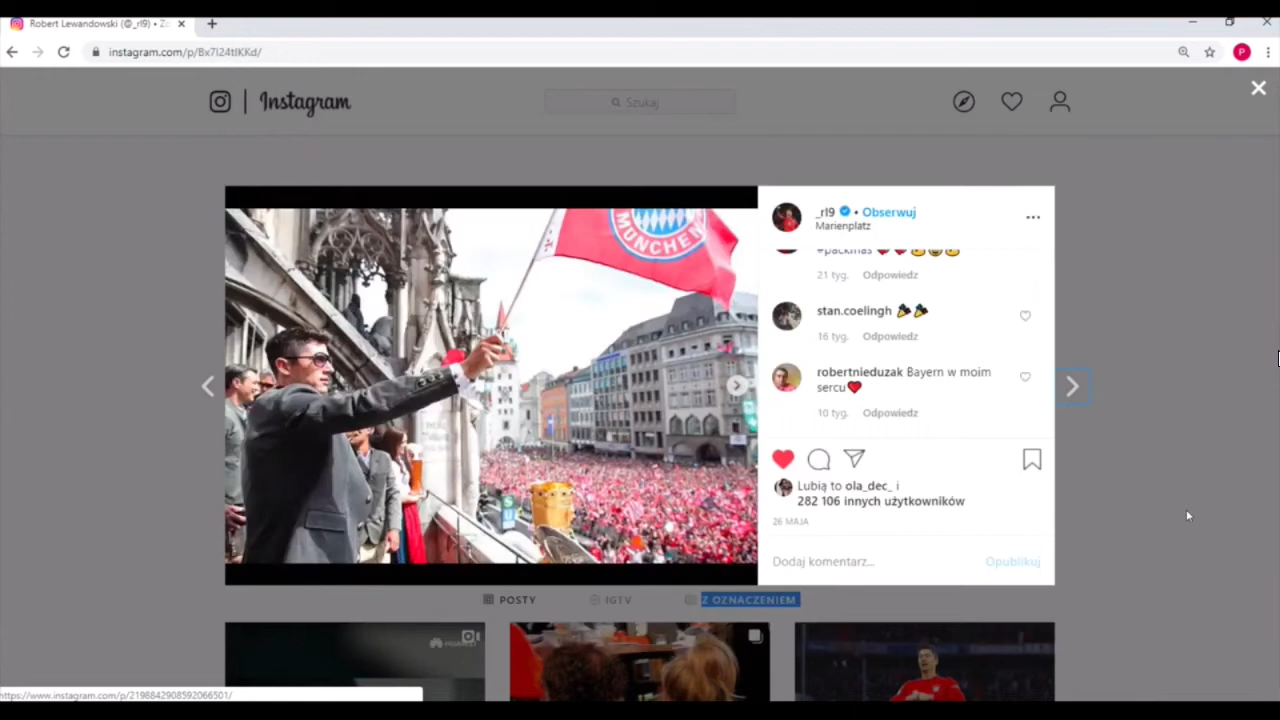 Robert Lewandowski (@_rl9) • Z
instagram.com/p/Bx7I24tIKKd/
P
Instagram
Szukaj
MÜNCHEN
_rl9 • Obserwuj
Marienplatz
#packmas ❤️❤️
21 tyg. Odpowiedz
stan.coelingh 🎉🎉
16 tyg. Odpowiedz
robertnieduzak Bayern w moim
sercu❤️
10 tyg. Odpowiedz
Lubią to ola_dec_ i
282 106 innych użytkowników
26 MAJA
Dodaj komentarz... Opublikuj
POSTY IGTV Z OZNACZENIEM
https://www.instagram.com/p/2198842908592066501/